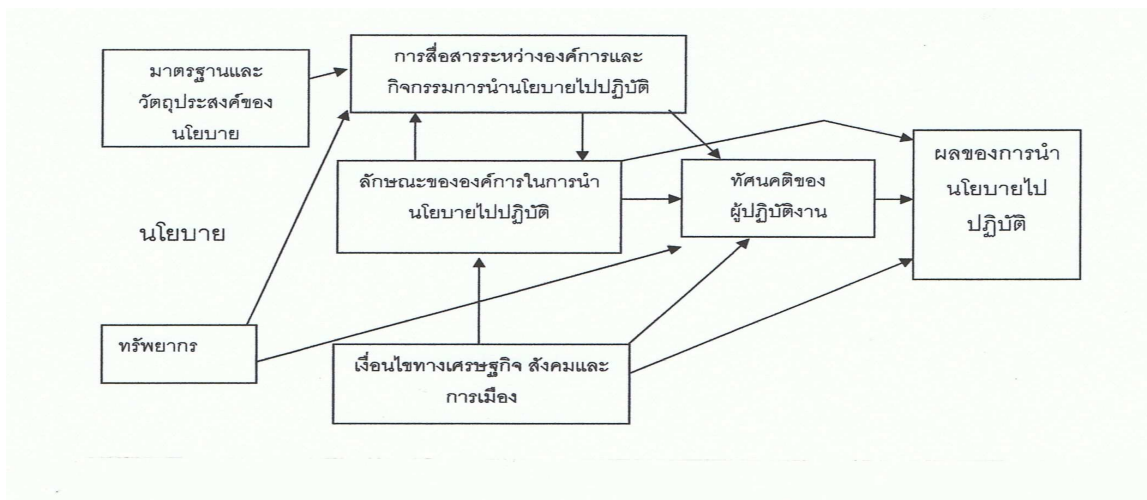 มาตรฐานและ
วัตถุประสงค์ของ
นโยบาย
การสื่อสารระหว่างองค์การและ
กิจกรรมการนำนโยบายไปปฏิบัติ
ลักษณะขององค์การในการนำ
นโยบายไปปฏิบัติ
ทัศนคติของ
ผู้ปฏิบัติงาน
ผลของการนำ
นโยบายไป
ปฏิบัติ
นโยบาย
ทรัพยากร
เงื่อนไขทางเศรษฐกิจ สังคมและ
การเมือง